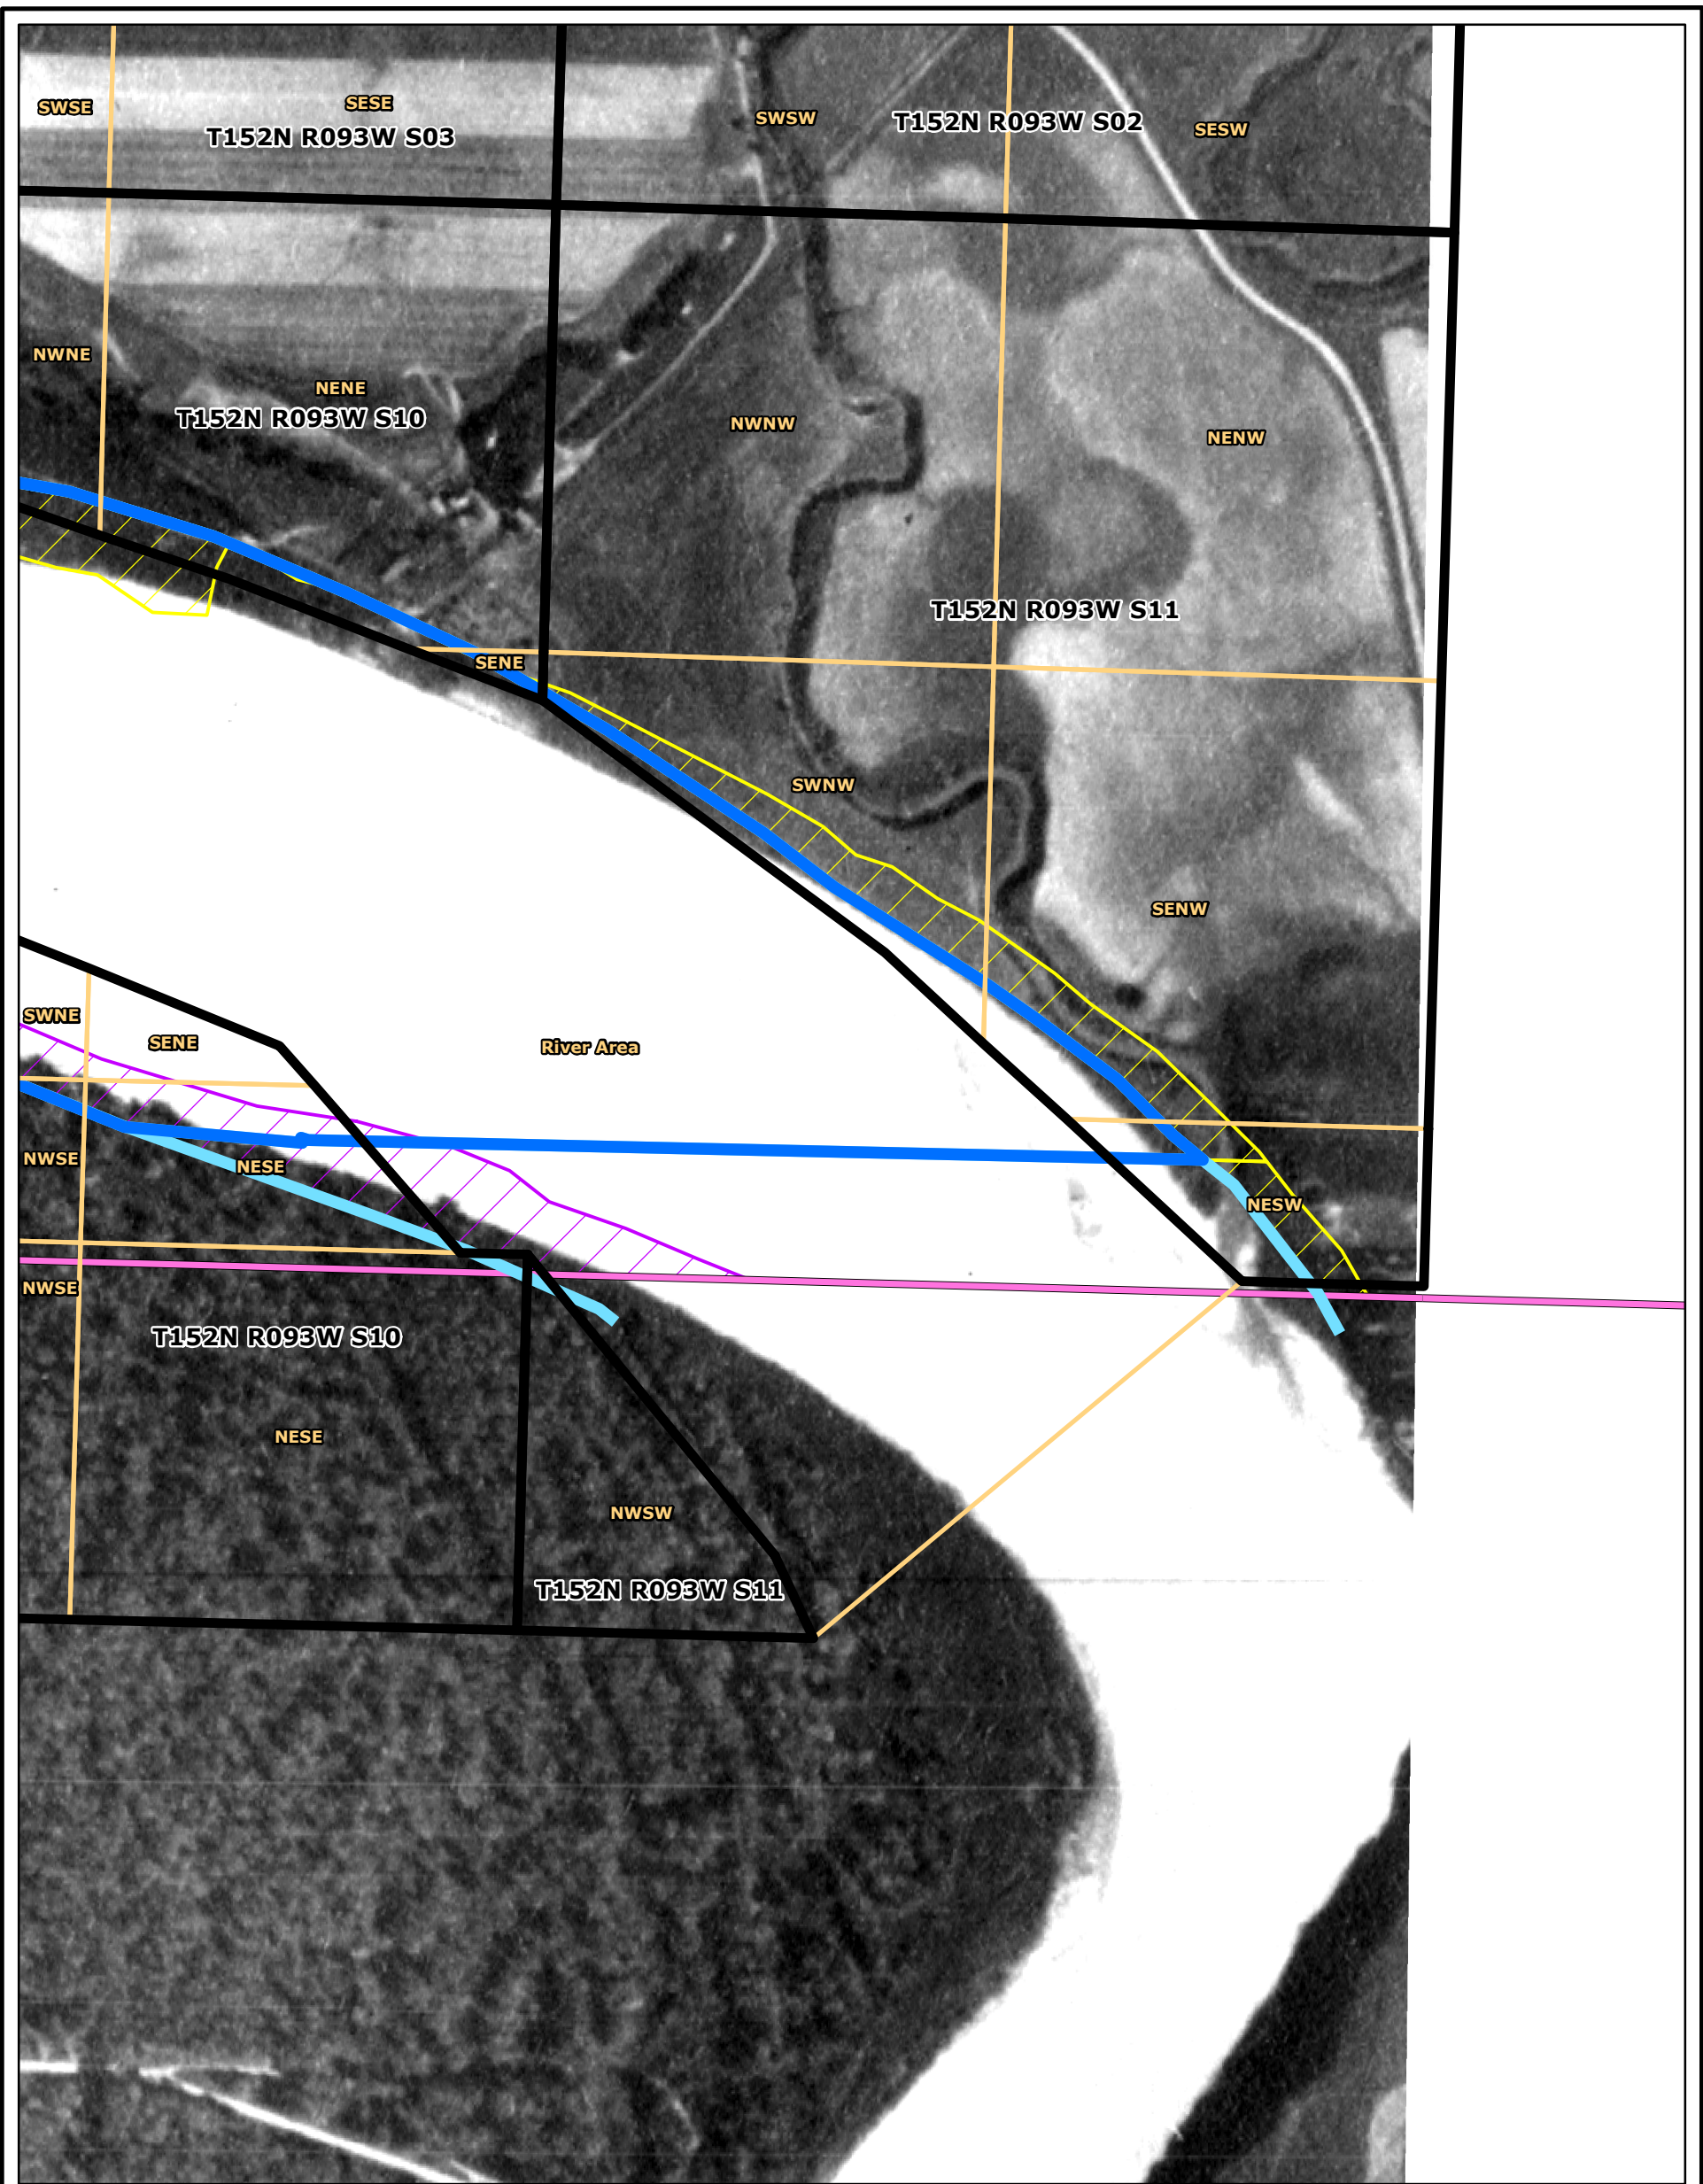 SWSE
SESE
T152N R093W S03
SWSW
T152N R093W S02
SESW
NWNE
NENE
T152N R093W S10
NWNW
NENW
T152N R093W S11
SENE
SWNW
SENW
SWNE
SENE
River Area
NWSE
NESE
NESW
NWSE
T152N R093W S10
NESE
NWSW
T152N R093W S11